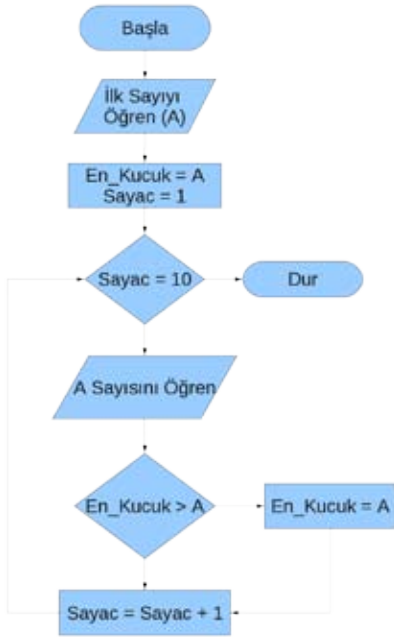 Başla
İlk Sayıyı
Öğren (A)
En_Kucuk = A
Sayac = 1
Sayac = 10
Dur
A Sayısını Öğren
En_Kucuk > A
En_Kucuk = A
Sayac = Sayac + 1